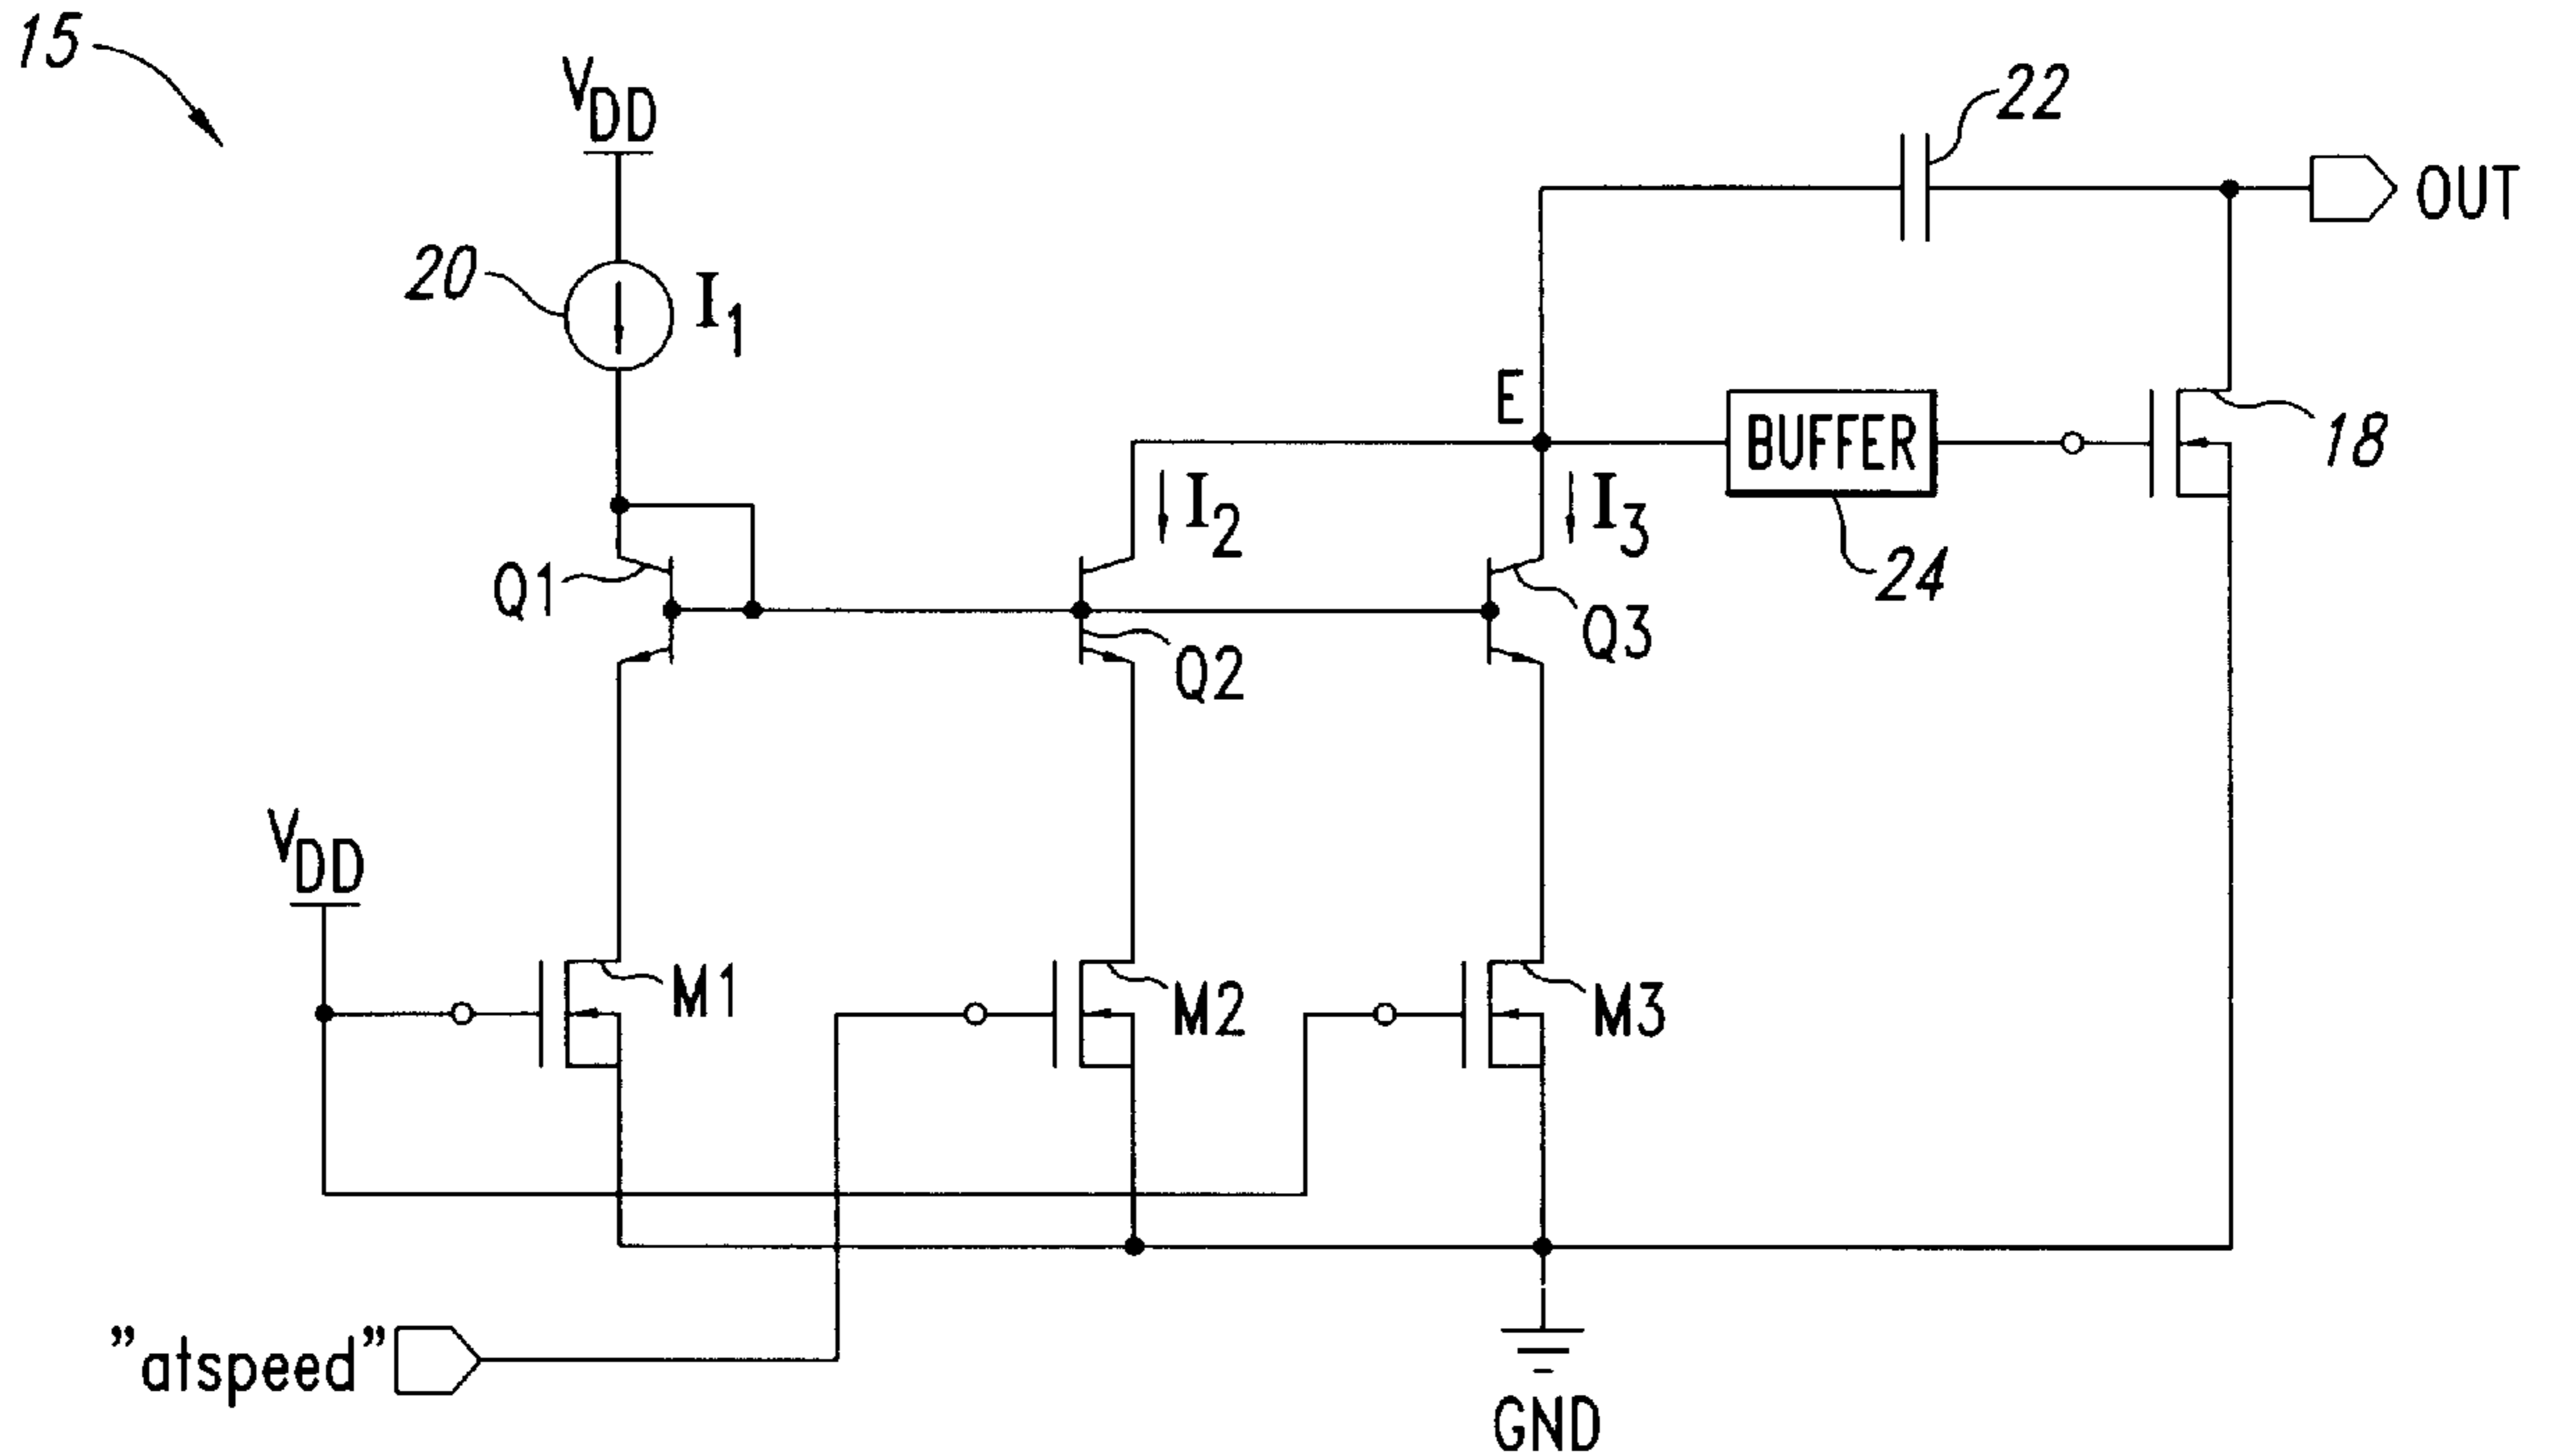 15
VDD
22
OUT
20
I1
E
BUFFER
18
I2
I3
24
Q1
Q2
Q3
VDD
M1
M2
M3
"atspeed"
GND